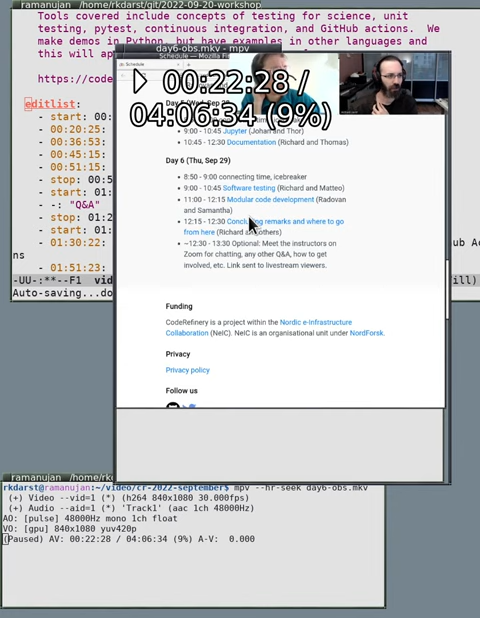 ramanujan /home/rkdarst/git/2022-09-20-workshop
Tools covered include concepts of testing for science, unit
testing, pytest, continuous integration, and GitHub actions. We
make demos in Python, but have examples in other languages and
this will ap
https://code
editlist:
- start: 00:
- 00:20:25:
- 00:36:53:
- 00:45:15:
- 00:51:15:
- stop: 00:5
- start: 01:
- -: "Q&A"
- stop: 01:2
- start: 01:
- 01:30:22:
ub Ac
ns
- 01:51:23:
-UU-:**--F1 vid
ill)
Auto-saving...do
day6-obs.mkv - mpv
Schedule — Mozilla Fi
00:22:28 /
04:06:34 (9%)
• 9:00 - 10:45 Jupyter (Johan and Thor)
• 10:45 - 12:30 Documentation (Richard and Thomas)
Day 6 (Thu, Sep 29)
• 8:50 - 9:00 connecting time, icebreaker
• 9:00 - 10:45 Software testing (Richard and Matteo)
• 11:00 - 12:15 Modular code development (Radovan
and Samantha)
• 12:15 - 12:30 Concluding remarks and where to go
from here (Richard & others)
• ~12:30 - 13:30 Optional: Meet the instructors on
Zoom for chatting, any other Q&A, how to get
involved, etc. Link sent to livestream viewers.
Funding
CodeRefinery is a project within the Nordic e-Infrastructure
Collaboration (NeIC). NeIC is an organisational unit under NordForsk.
Privacy
Privacy policy
Follow us
ramanujan /home/rk
rkdarst@ramanujan:~/video/cr-2022-september$ mpv --hr-seek day6-obs.mkv
(+) Video --vid=1 (*) (h264 840x1080 30.000fps)
(+) Audio --aid=1 (*) 'Track1' (aac 1ch 48000Hz)
AO: [pulse] 48000Hz mono 1ch float
VO: [gpu] 840x1080 yuv420p
(Paused) AV: 00:22:28 / 04:06:34 (9%) A-V: 0.000